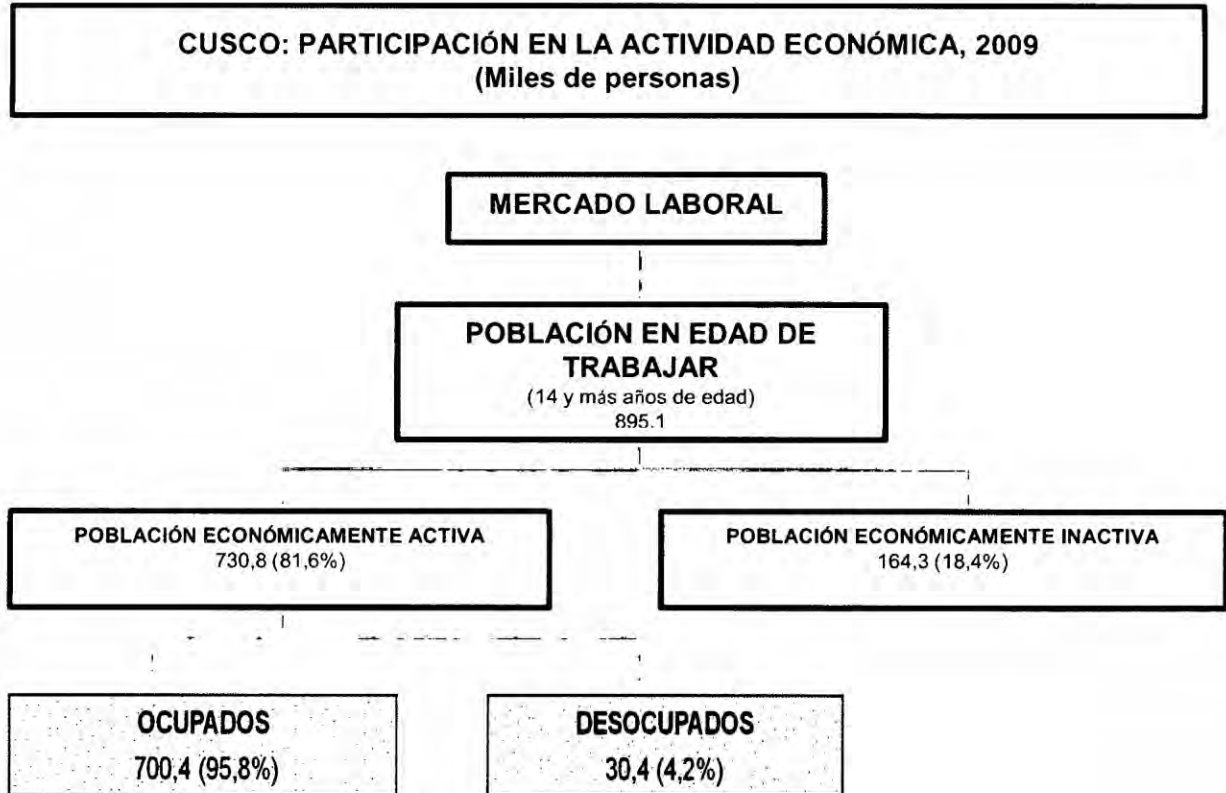 CUSCO: PARTICIPACIÓN EN LA ACTIVIDAD ECONÓMICA, 2009
(Miles de personas)
MERCADO LABORAL
POBLACIÓN EN EDAD DE
TRABAJAR
(14 y más años de edad)
895.1
POBLACIÓN ECONÓMICAMENTE ACTIVA
730,8 (81,6%)
POBLACIÓN ECONÓMICAMENTE INACTIVA
164,3 (18,4%)
OCUPADOS
700,4 (95,8%)
DESOCUPADOS
30,4 (4,2%)